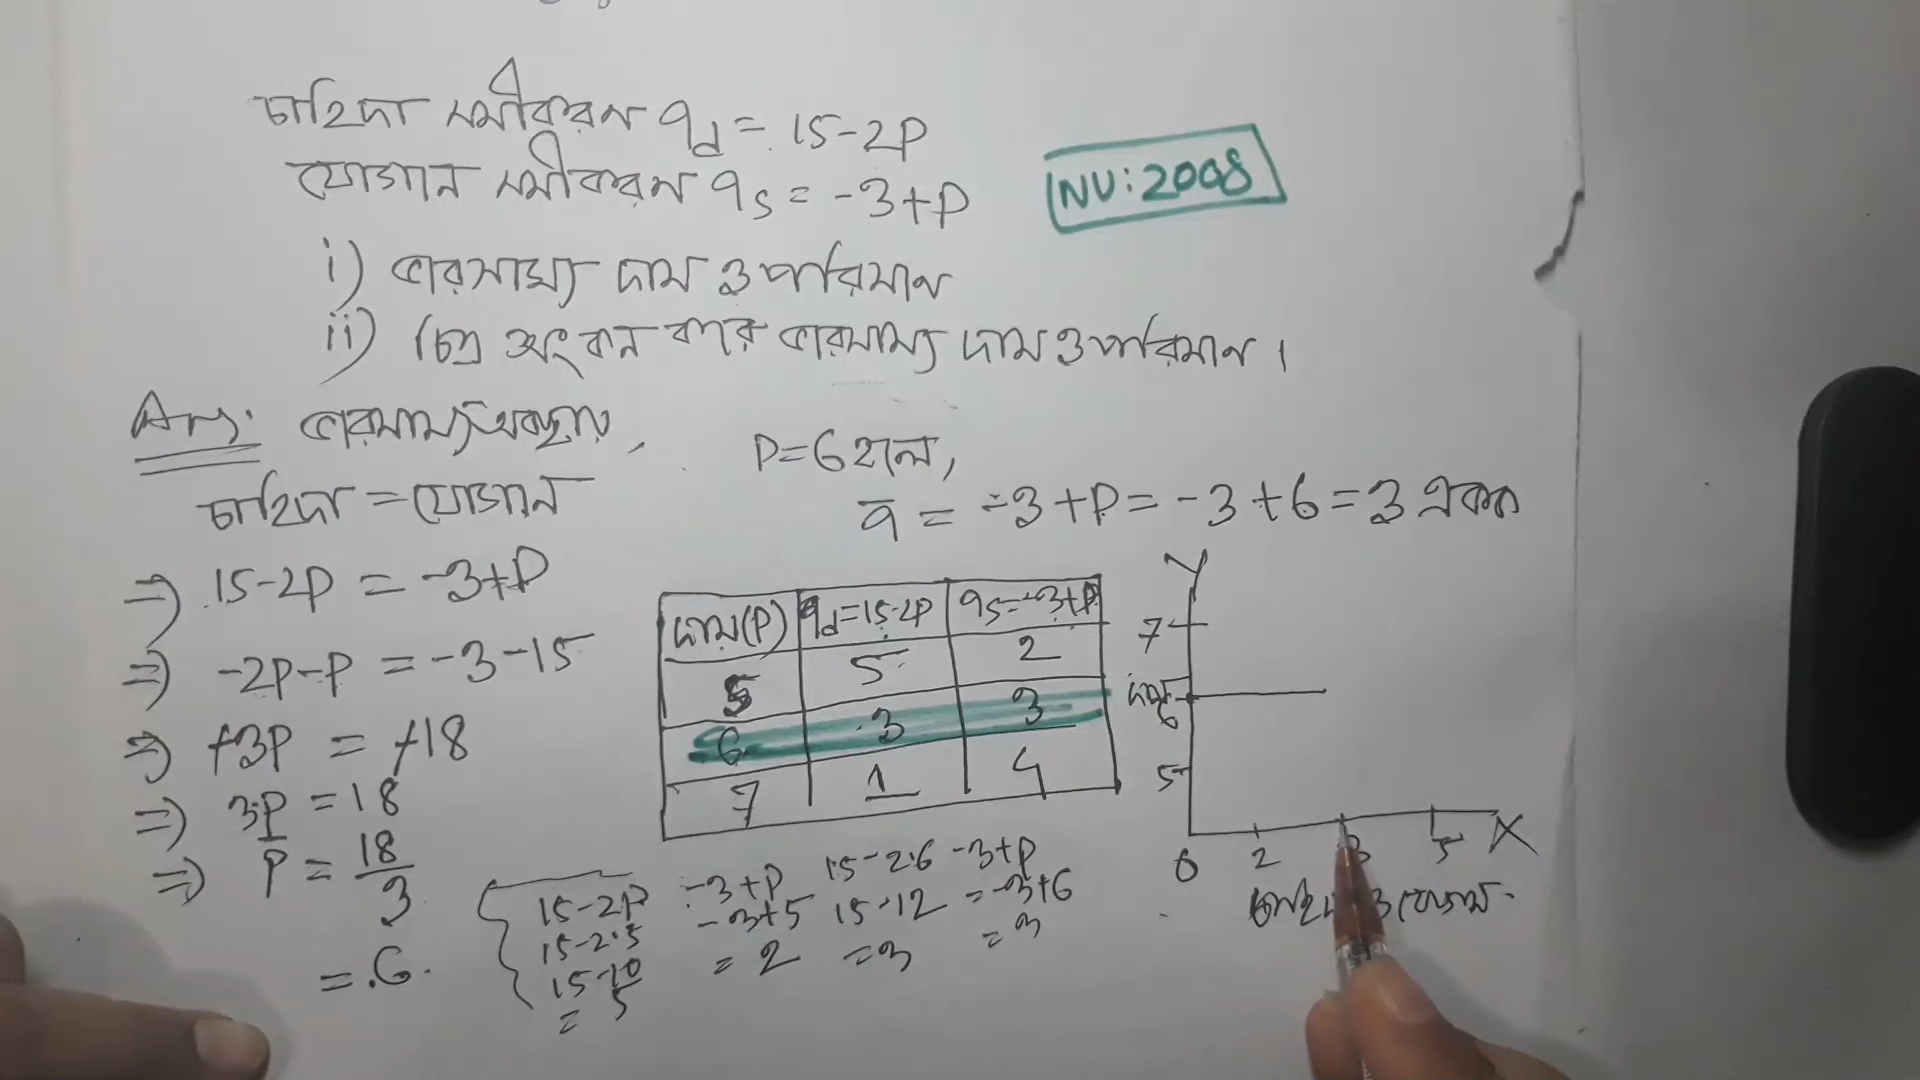 চাহিদা সমীকরণ qd = 15-2P
যোগান সমীকরণ qs = -3+P
NU: 2008
i) ভারসাম্য দাম ও পরিমান
ii) চিত্র অংকন করে ভারসাম্য দাম ও পরিমান ।
Ans: ভারসাম্য অবস্থায়,
চাহিদা = যোগান
⇒ 15-2P = -3+P
⇒ -2P-P = -3-15
⇒ +3P = +18
⇒ 3P = 18
⇒ P = 18/3
= 6
P=6 হলে,
q̄ = -3+P = -3+6 = 3 একক
দাম(P) qd=15-2P qs=-3+P
5 5 2
6 3 3
7 1 4
15-2P -3+P 15-2.6 -3+P
15-2.5 -3+5 15-12 = -3+6
15-10 = 2 = 3 = 3
= 5
Y
7
দাম
6
5
0 2 3 5 X
ও যোগান